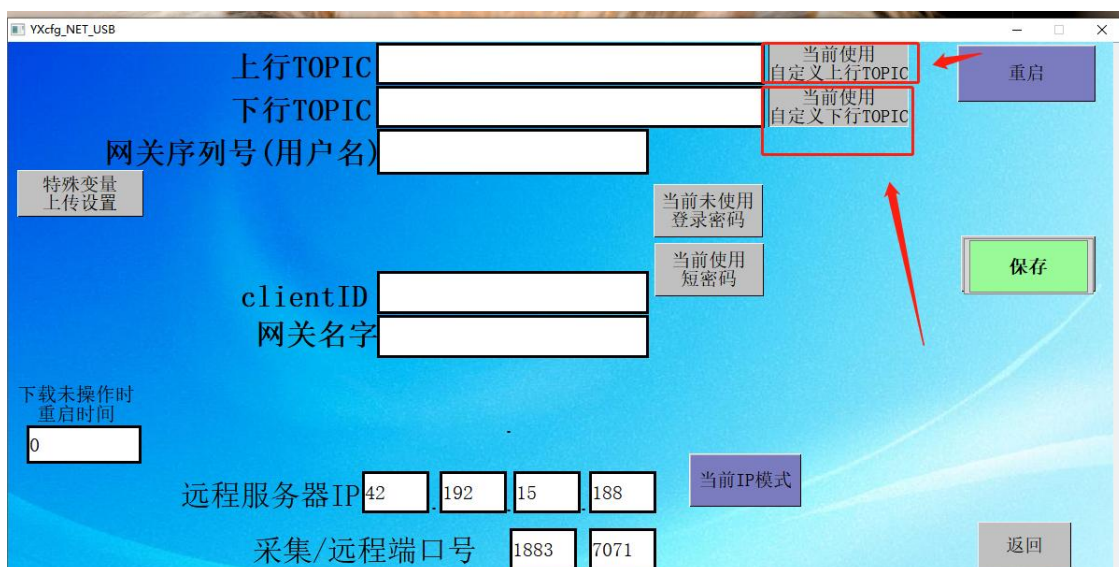 YXcfg_NET_USB
上行TOPIC
当前使用
自定义上行TOPIC
重启
下行TOPIC
当前使用
自定义下行TOPIC
网关序列号(用户名)
特殊变量
上传设置
当前未使用
登录密码
当前使用
短密码
保存
clientID
网关名字
下载未操作时
重启时间
0
远程服务器IP 42 . 192 . 15 . 188
当前IP模式
采集/远程端口号 1883 7071
返回